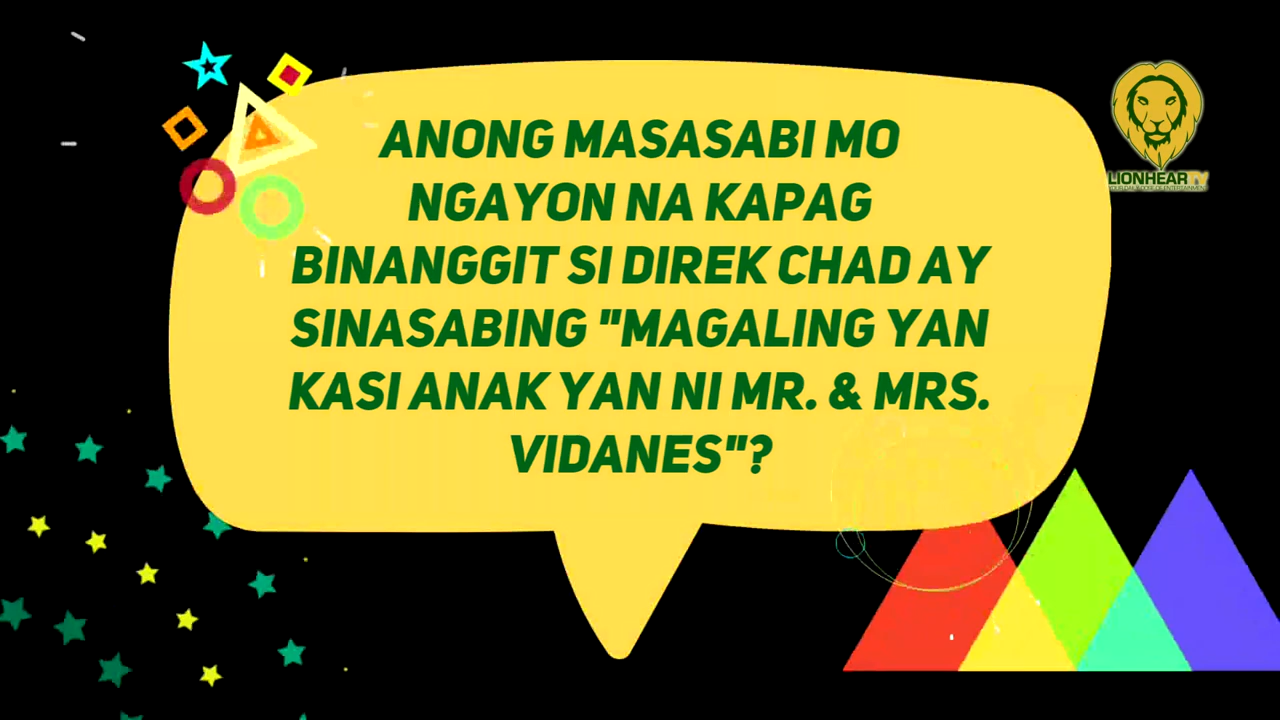 ANONG MASASABI MO
NGAYON NA KAPAG
BINANGGIT SI DIREK CHAD AY
SINASABING "MAGALING YAN
KASI ANAK YAN NI MR. & MRS.
VIDANES"?
LIONHEARTV